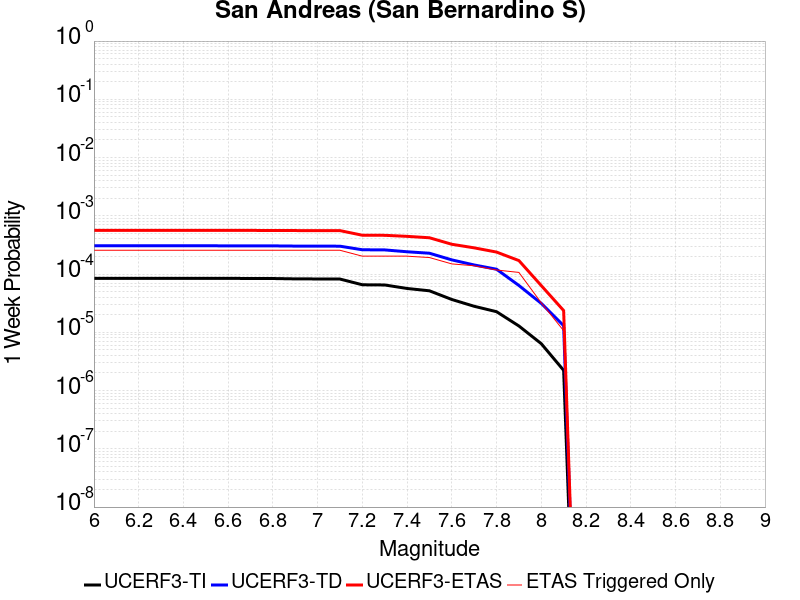 San Andreas (San Bernardino S)
10^0
10^-1
10^-2
10^-3
10^-4
10^-5
10^-6
10^-7
10^-8
1 Week Probability
6 6.2 6.4 6.6 6.8 7 7.2 7.4 7.6 7.8 8 8.2 8.4 8.6 8.8 9
Magnitude
UCERF3-TI UCERF3-TD UCERF3-ETAS ETAS Triggered Only